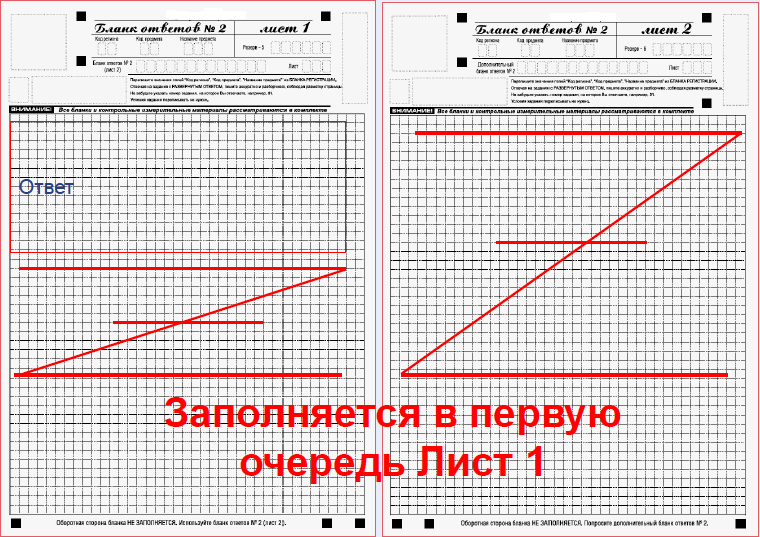 Бланк ответов № 2 лист 1
Код региона Код предмета Название предмета
Резерв - 5
Бланк ответов № 2
(лист 2)
Лист
Перепишите значения полей "Код региона", "Код предмета", "Название предмета" из БЛАНКА РЕГИСТРАЦИИ.
Отвечая на задания с РАЗВЕРНУТЫМ ОТВЕТОМ, пишите аккуратно и разборчиво, соблюдая разметку страницы.
Не забудьте указать номер задания, на которое Вы отвечаете, например, 31.
Условия задания переписывать не нужно.
ВНИМАНИЕ! Все бланки и контрольные измерительные материалы рассматриваются в комплекте
Ответ
Оборотная сторона бланка НЕ ЗАПОЛНЯЕТСЯ. Используйте бланк ответов № 2 (лист 2).
Бланк ответов № 2 лист 2
Код региона Код предмета Название предмета
Резерв - 6
Дополнительный
бланк ответов № 2
Лист
Перепишите значения полей "Код региона", "Код предмета", "Название предмета" из БЛАНКА РЕГИСТРАЦИИ.
Отвечая на задания с РАЗВЕРНУТЫМ ОТВЕТОМ, пишите аккуратно и разборчиво, соблюдая разметку страницы.
Не забудьте указать номер задания, на которое Вы отвечаете, например, 31.
Условия задания переписывать не нужно.
ВНИМАНИЕ! Все бланки и контрольные измерительные материалы рассматриваются в комплекте
Оборотная сторона бланка НЕ ЗАПОЛНЯЕТСЯ. Попросите дополнительный бланк ответов № 2.
Заполняется в первую
очередь Лист 1